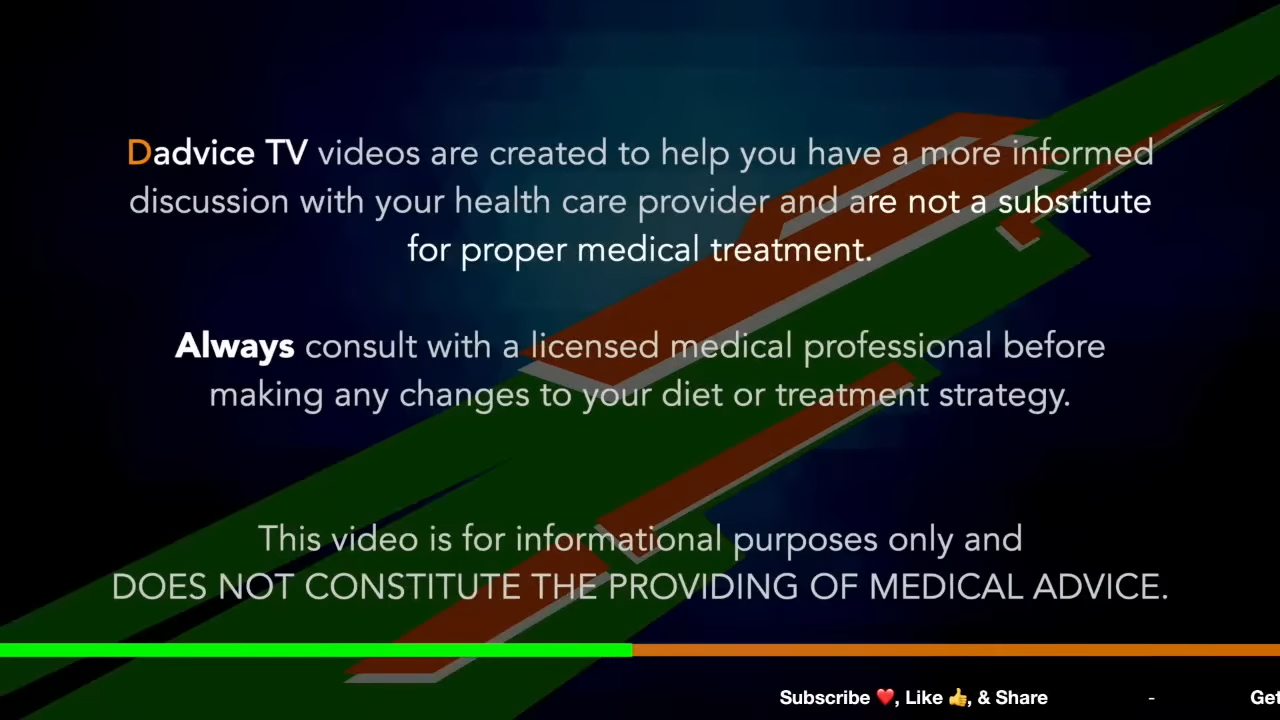 Dadvice TV videos are created to help you have a more informed
discussion with your health care provider and are not a substitute
for proper medical treatment.
Always consult with a licensed medical professional before
making any changes to your diet or treatment strategy.
This video is for informational purposes only and
DOES NOT CONSTITUTE THE PROVIDING OF MEDICAL ADVICE.
Subscribe ❤️, Like 👍, & Share - Get